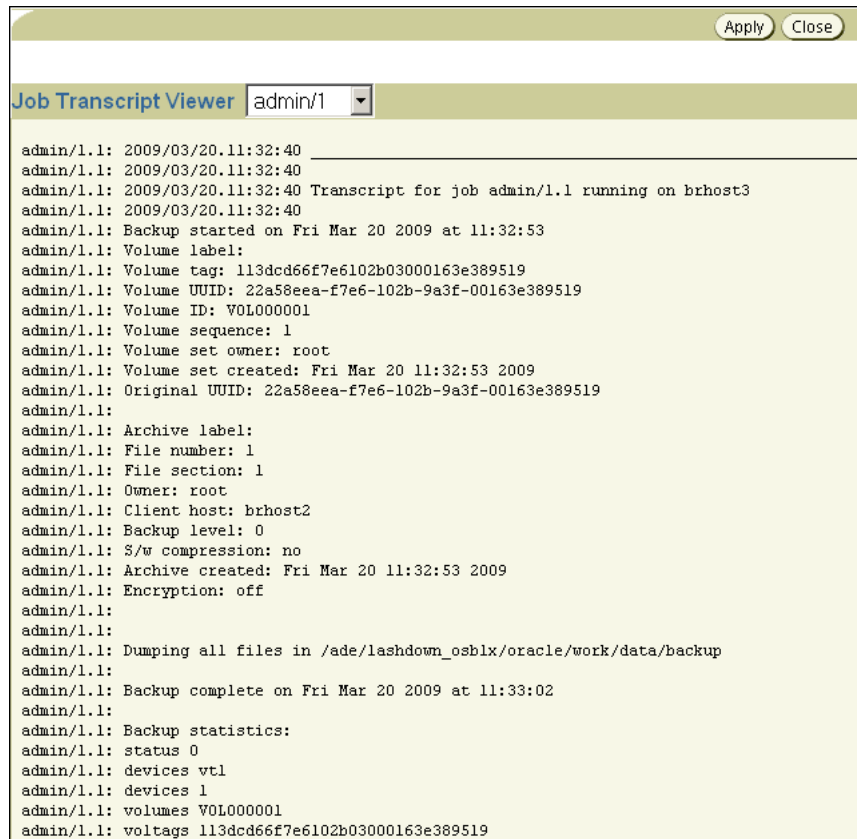 Apply Close
Job Transcript Viewer admin/1
admin/1.1: 2009/03/20.11:32:40 ____________________________________________________________
admin/1.1: 2009/03/20.11:32:40
admin/1.1: 2009/03/20.11:32:40 Transcript for job admin/1.1 running on brhost3
admin/1.1: 2009/03/20.11:32:40
admin/1.1: Backup started on Fri Mar 20 2009 at 11:32:53
admin/1.1: Volume label:
admin/1.1: Volume tag: 113dcd66f7e6102b03000163e389519
admin/1.1: Volume UUID: 22a58eea-f7e6-102b-9a3f-00163e389519
admin/1.1: Volume ID: VOL000001
admin/1.1: Volume sequence: 1
admin/1.1: Volume set owner: root
admin/1.1: Volume set created: Fri Mar 20 11:32:53 2009
admin/1.1: Original UUID: 22a58eea-f7e6-102b-9a3f-00163e389519
admin/1.1:
admin/1.1: Archive label:
admin/1.1: File number: 1
admin/1.1: File section: 1
admin/1.1: Owner: root
admin/1.1: Client host: brhost2
admin/1.1: Backup level: 0
admin/1.1: S/w compression: no
admin/1.1: Archive created: Fri Mar 20 11:32:53 2009
admin/1.1: Encryption: off
admin/1.1:
admin/1.1:
admin/1.1: Dumping all files in /ade/lashdown_osblx/oracle/work/data/backup
admin/1.1:
admin/1.1: Backup complete on Fri Mar 20 2009 at 11:33:02
admin/1.1:
admin/1.1: Backup statistics:
admin/1.1: status 0
admin/1.1: devices vt1
admin/1.1: devices 1
admin/1.1: volumes VOL000001
admin/1.1: voltags 113dcd66f7e6102b03000163e389519